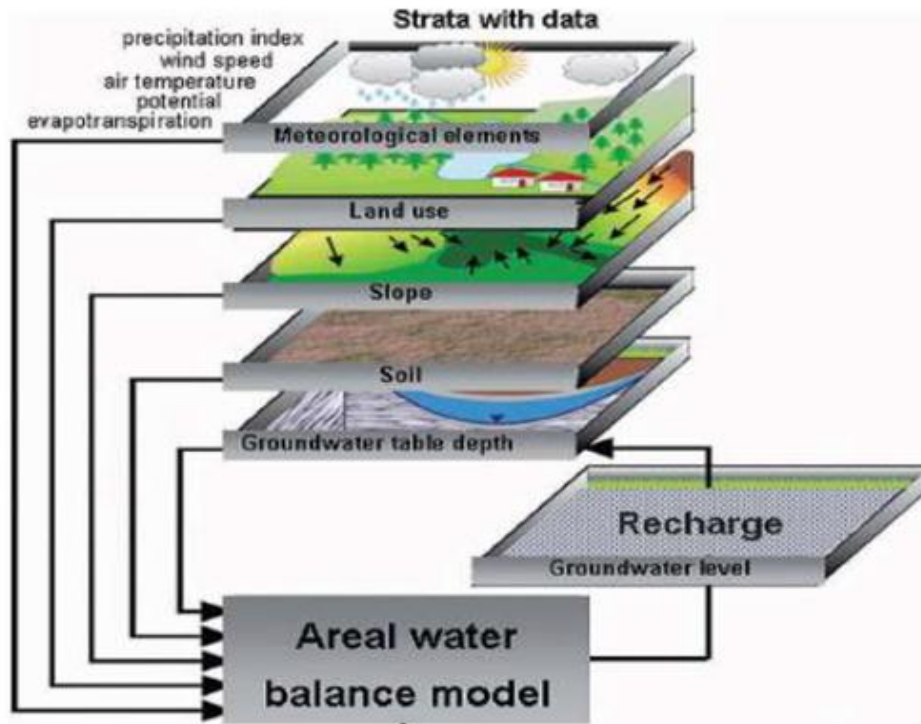 Strata with data
precipitation index
wind speed
air temperature
potential
evapotranspiration
Meteorological elements
Land use
Slope
Soil
Groundwater table depth
Recharge
Groundwater level
Areal water
balance model